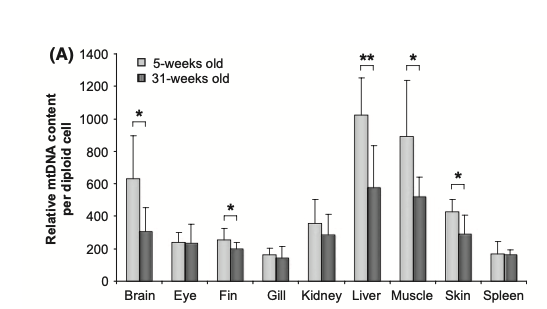 (A)
5-weeks old
31-weeks old
Relative mtDNA content
per diploid cell
1400
1200
1000
800
600
400
200
0
*
*
**
*
*
Brain Eye Fin Gill Kidney Liver Muscle Skin Spleen